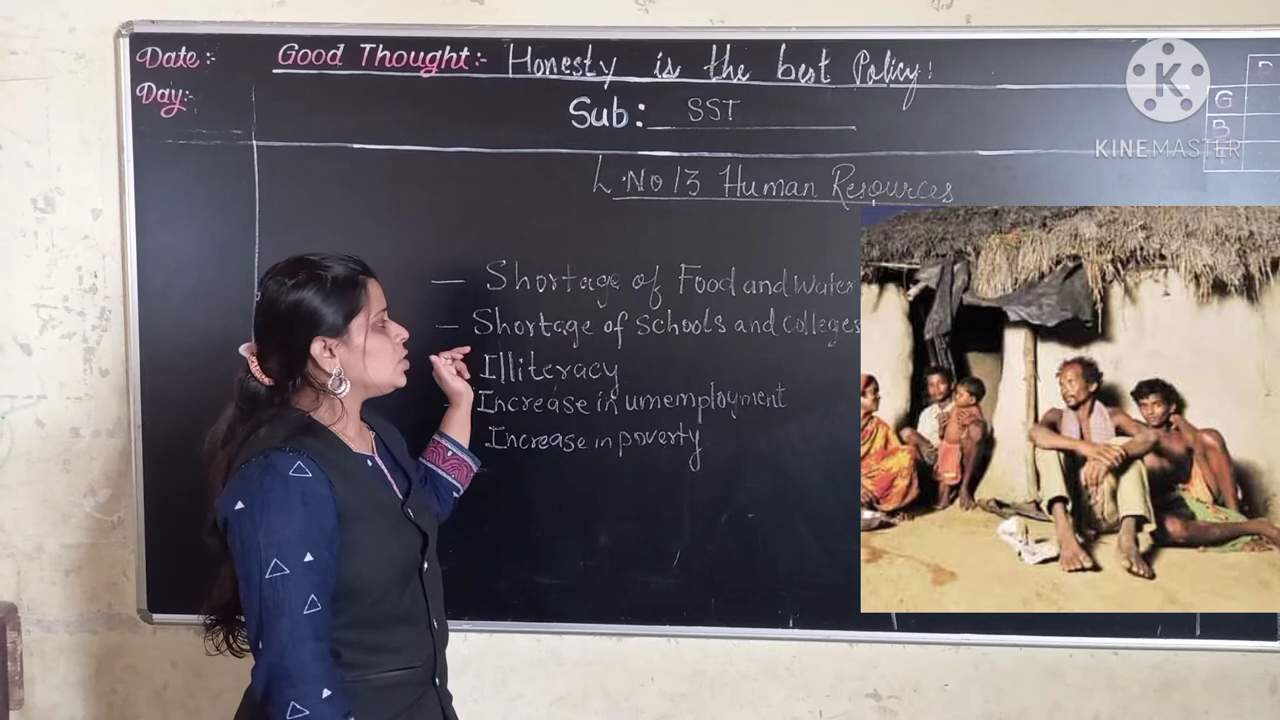 Date:-
Good Thought:- Honesty is the best Policy!
Day:-
Sub: SST
G
B
KINEMASTER
L.No 13 Human Resources
— Shortage of Food and Water
— Shortage of Schools and Colleges
Illiteracy
Increase in umemployment
Increase in poverty